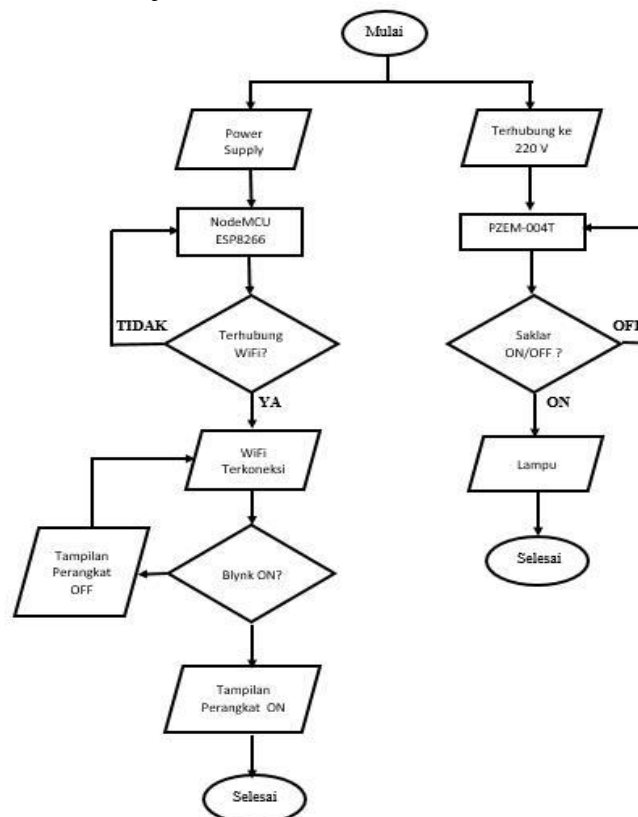 Mulai
Power
Supply
Terhubung ke
220 V
NodeMCU
ESP8266
PZEM-004T
TIDAK
Terhubung
WiFi?
Saklar
ON/OFF ?
OFF
YA
ON
WiFi
Terkoneksi
Lampu
Tampilan
Perangkat
OFF
Blynk ON?
Selesai
Tampilan
Perangkat ON
Selesai